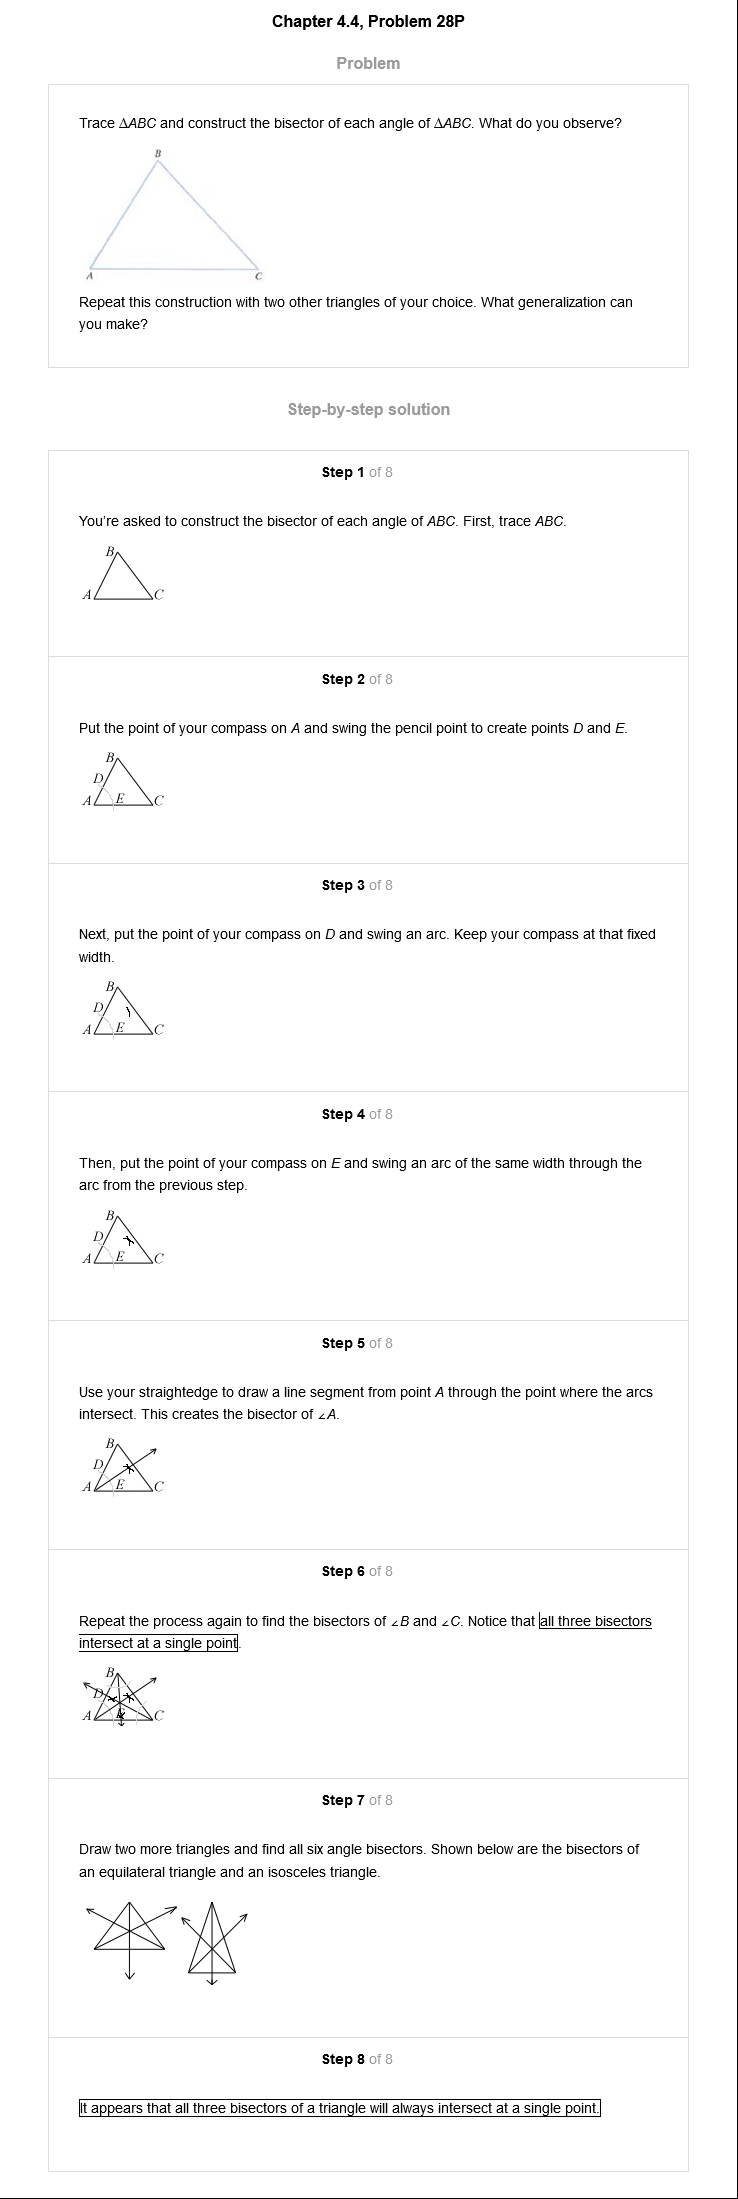 Chapter 4.4, Problem 28P
Problem
Trace ΔABC and construct the bisector of each angle of ΔABC. What do you observe?
B
A
C
Repeat this construction with two other triangles of your choice. What generalization can
you make?
Step-by-step solution
Step 1 of 8
You're asked to construct the bisector of each angle of ABC. First, trace ABC.
B
A
C
Step 2 of 8
Put the point of your compass on A and swing the pencil point to create points D and E.
B
D
A
E
C
Step 3 of 8
Next, put the point of your compass on D and swing an arc. Keep your compass at that fixed
width.
B
D
A
E
C
Step 4 of 8
Then, put the point of your compass on E and swing an arc of the same width through the
arc from the previous step.
B
D
A
E
C
Step 5 of 8
Use your straightedge to draw a line segment from point A through the point where the arcs
intersect. This creates the bisector of ∠A.
B
D
A
E
C
Step 6 of 8
Repeat the process again to find the bisectors of ∠B and ∠C. Notice that all three bisectors
intersect at a single point.
B
D
A
E
C
Step 7 of 8
Draw two more triangles and find all six angle bisectors. Shown below are the bisectors of
an equilateral triangle and an isosceles triangle.
Step 8 of 8
It appears that all three bisectors of a triangle will always intersect at a single point.